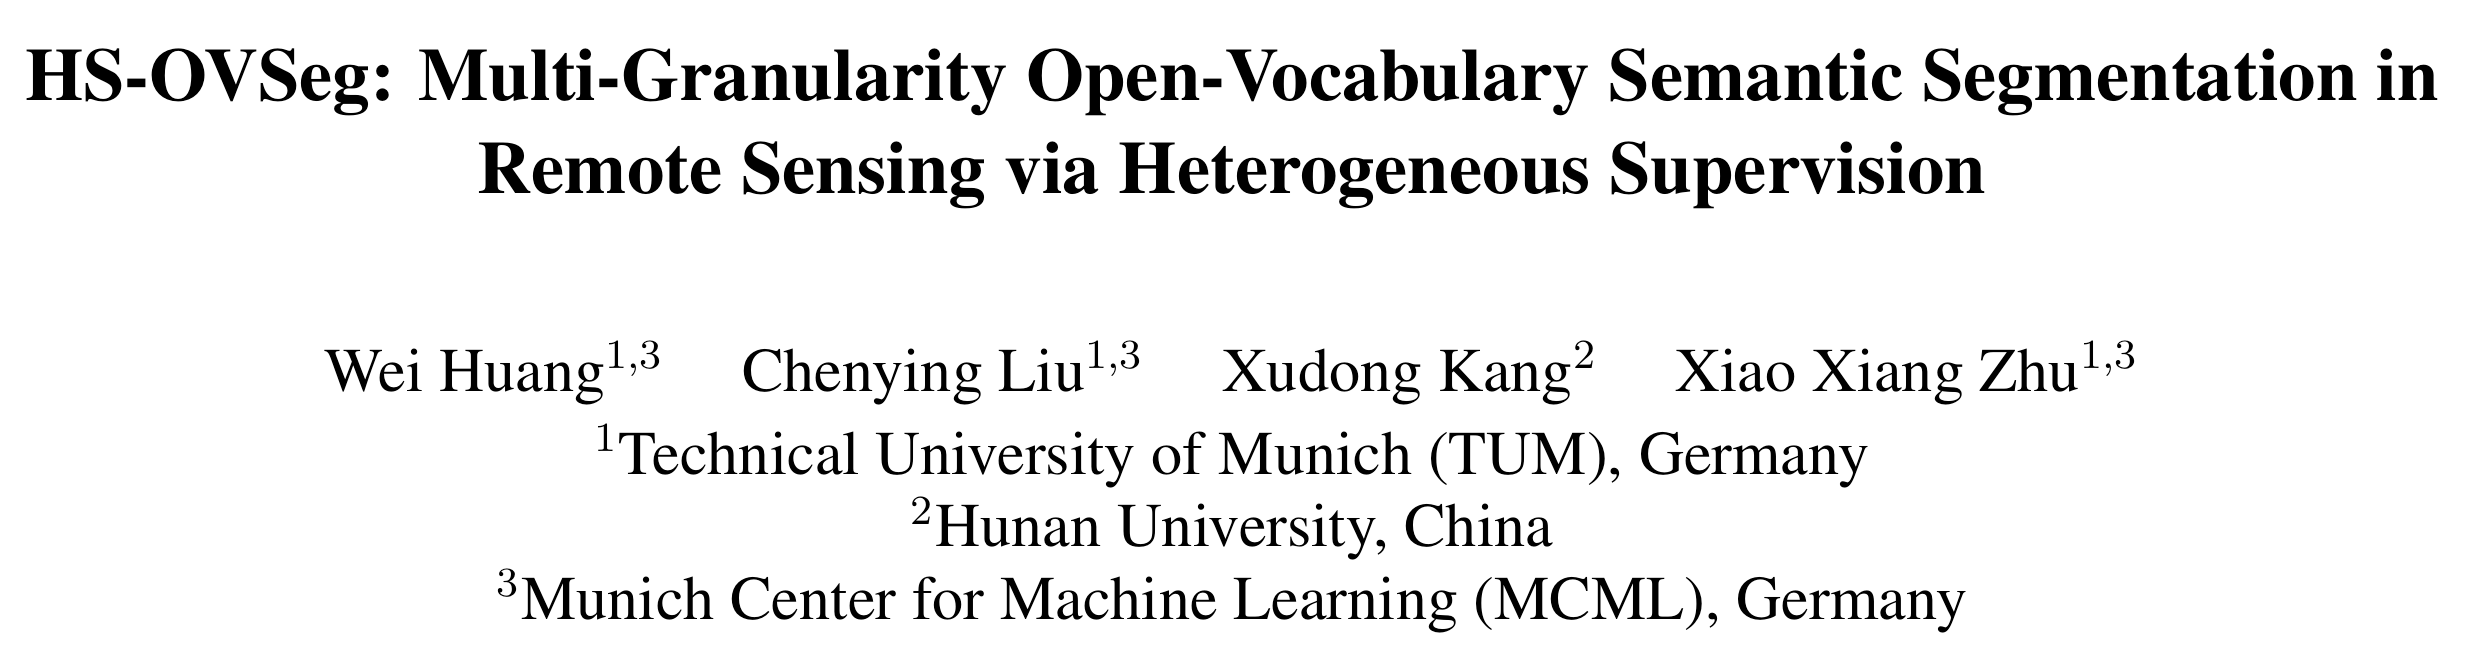 HS-OVSeg: Multi-Granularity Open-Vocabulary Semantic Segmentation in
Remote Sensing via Heterogeneous Supervision
Wei Huang¹,³ Chenying Liu¹,³ Xudong Kang² Xiao Xiang Zhu¹,³
¹Technical University of Munich (TUM), Germany
²Hunan University, China
³Munich Center for Machine Learning (MCML), Germany